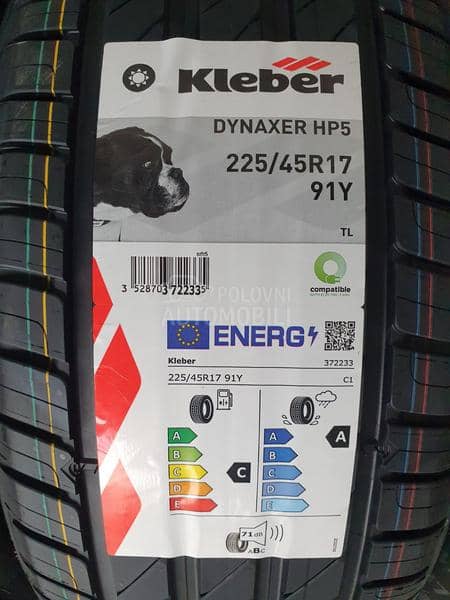 Kleber
DYNAXER HP5
225/45R17
91Y
TL
3 528703 722335
compatible
POLOVNI
AUTOMOBILI
ENERG
Kleber 372233
225/45R17 91Y C1
A A
B B
C C C
D D
E E
A
71 dB
ABC